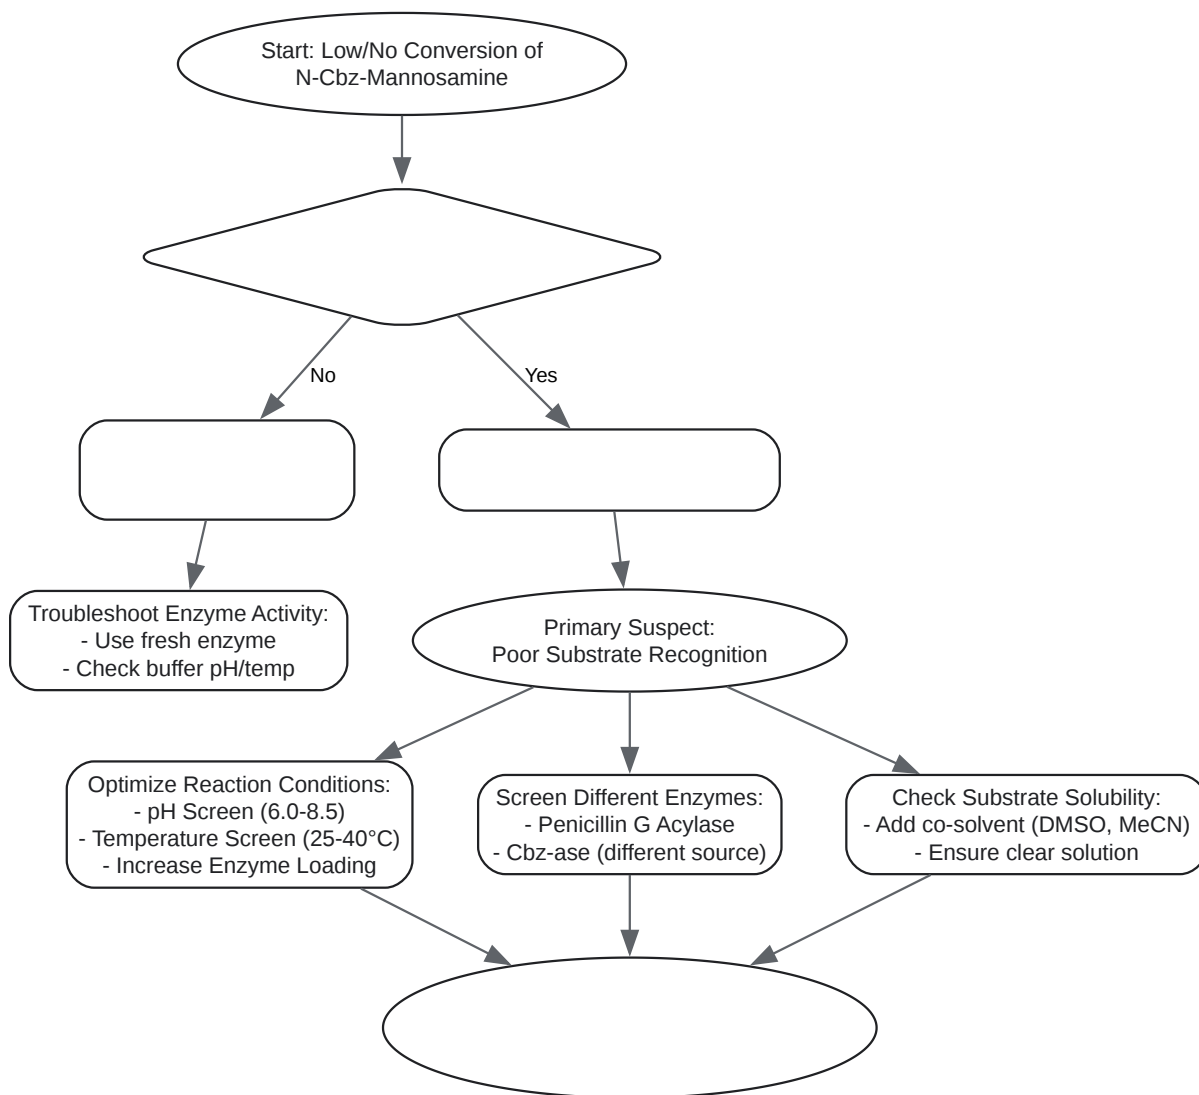 Start: Low/No Conversion of
N-Cbz-Mannosamine
No
Yes
Troubleshoot Enzyme Activity:
- Use fresh enzyme
- Check buffer pH/temp
Primary Suspect:
Poor Substrate Recognition
Optimize Reaction Conditions:
- pH Screen (6.0-8.5)
- Temperature Screen (25-40°C)
- Increase Enzyme Loading
Screen Different Enzymes:
- Penicillin G Acylase
- Cbz-ase (different source)
Check Substrate Solubility:
- Add co-solvent (DMSO, MeCN)
- Ensure clear solution